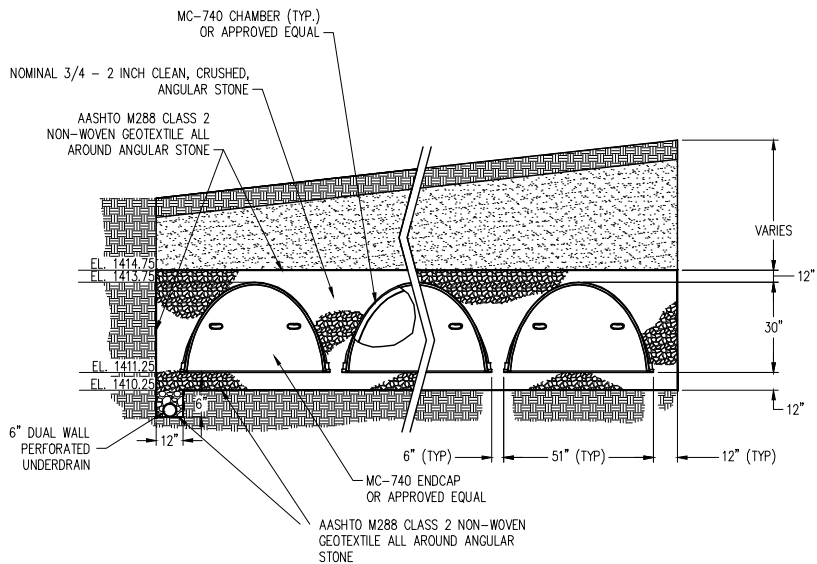 MC-740 CHAMBER (TYP.)
OR APPROVED EQUAL
NOMINAL 3/4 - 2 INCH CLEAN, CRUSHED,
ANGULAR STONE
AASHTO M288 CLASS 2
NON-WOVEN GEOTEXTILE ALL
AROUND ANGULAR STONE
VARIES
EL. 1414.75
EL. 1413.75
12"
30"
EL. 1411.25
EL. 1410.25
6"
12"
6" DUAL WALL
PERFORATED
UNDERDRAIN
12"
6" (TYP)
51" (TYP)
12" (TYP)
MC-740 ENDCAP
OR APPROVED EQUAL
AASHTO M288 CLASS 2 NON-WOVEN
GEOTEXTILE ALL AROUND ANGULAR
STONE